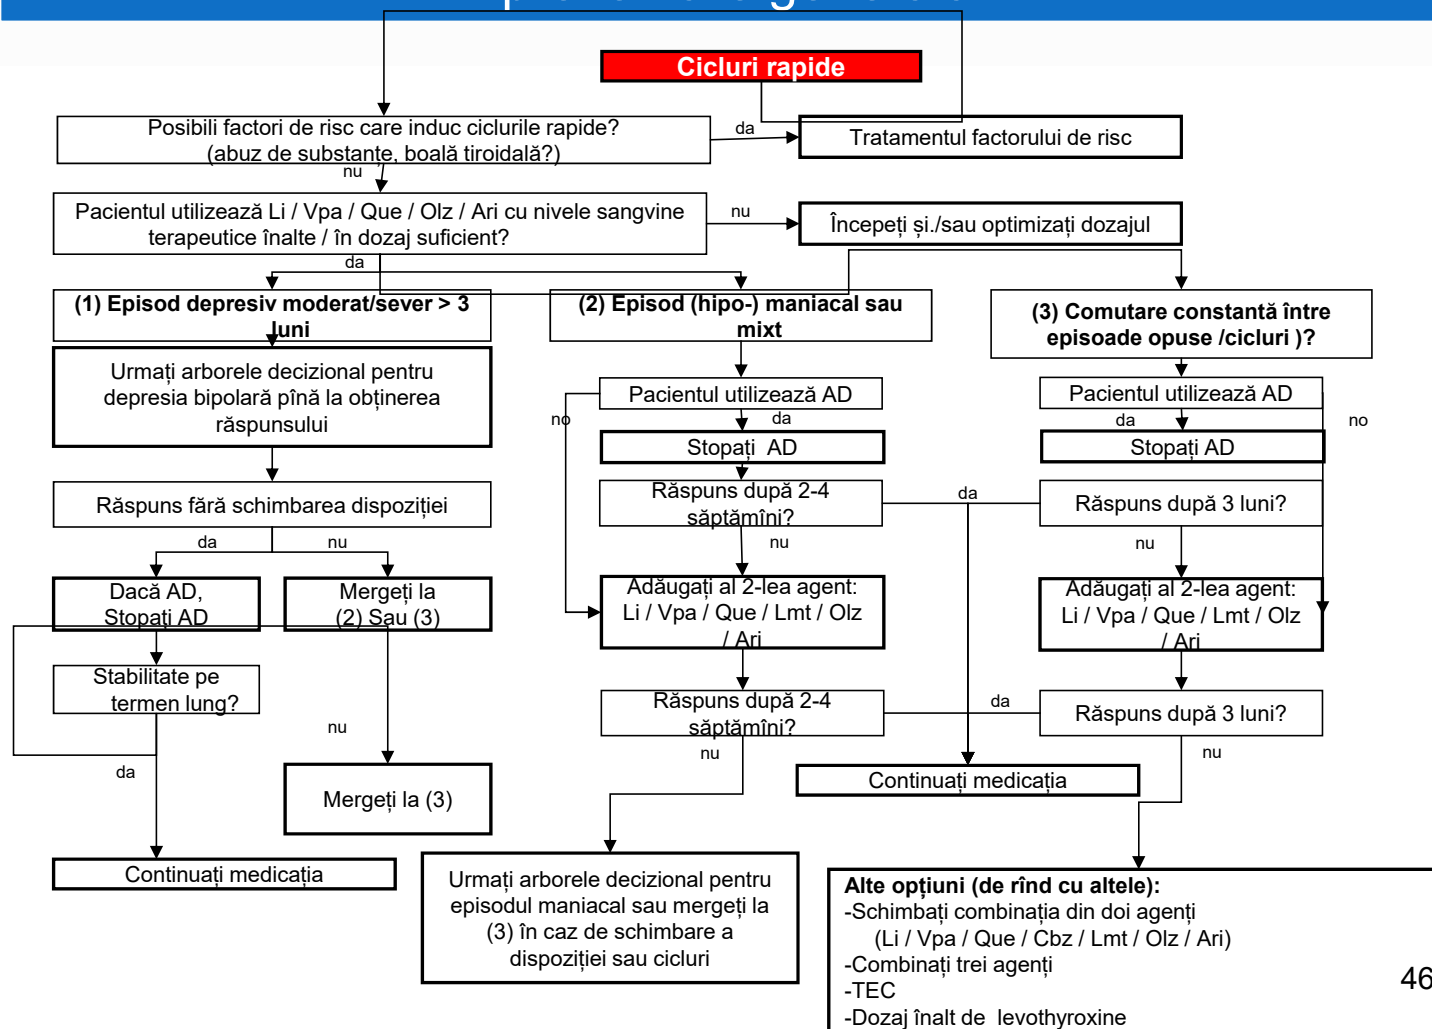 Cicluri rapide
Posibili factori de risc care induc ciclurile rapide?
(abuz de substanțe, boală tiroidală?)
da
Tratamentul factorului de risc
nu
Pacientul utilizează Li / Vpa / Que / Olz / Ari cu nivele sangvine
terapeutice înalte / în dozaj suficient?
nu
Începeți și./sau optimizați dozajul
da
(1) Episod depresiv moderat/sever > 3
luni
(2) Episod (hipo-) maniacal sau
mixt
(3) Comutare constantă între
episoade opuse /cicluri )?
Urmați arborele decizional pentru
depresia bipolară pînă la obținerea
răspunsului
Pacientul utilizează AD
Pacientul utilizează AD
no
da
da
no
Stopați AD
Stopați AD
Răspuns fără schimbarea dispoziției
Răspuns după 2-4
săptămîni?
da
Răspuns după 3 luni?
da
nu
nu
nu
Dacă AD,
Stopați AD
Mergeți la
(2) Sau (3)
Adăugați al 2-lea agent:
Li / Vpa / Que / Lmt / Olz
/ Ari
Adăugați al 2-lea agent:
Li / Vpa / Que / Lmt / Olz
/ Ari
Stabilitate pe
termen lung?
nu
Răspuns după 2-4
săptămîni?
da
Răspuns după 3 luni?
da
nu
nu
Mergeți la (3)
Continuați medicația
Continuați medicația
Urmați arborele decizional pentru
episodul maniacal sau mergeți la
(3) în caz de schimbare a
dispoziției sau cicluri
Alte opțiuni (de rînd cu altele):
-Schimbați combinația din doi agenți
(Li / Vpa / Que / Cbz / Lmt / Olz / Ari)
-Combinați trei agenți
-TEC
-Dozaj înalt de levothyroxine
46